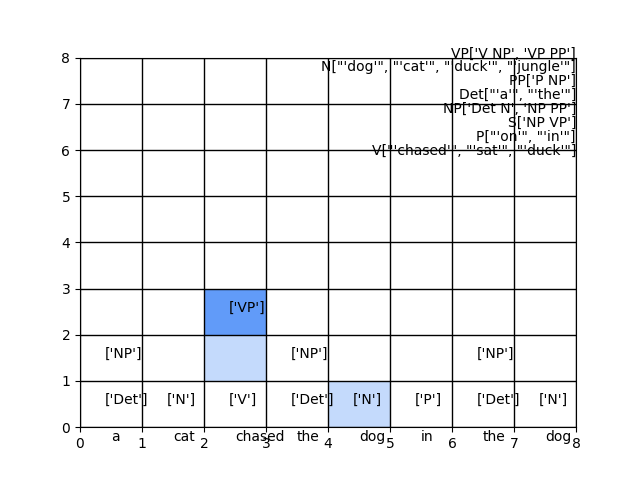 8
VP['V NP', 'VP PP']
N["'dog'", "'cat'", "'duck'", "'jungle'"]
PP['P NP']
Det["'a'", "'the'"]
7
NP['Det N', 'NP PP']
S['NP VP']
P["'on'", "'in'"]
6
V["'chased'", "'sat'", "'duck'"]
5
4
3
['VP']
2
['NP'] ['NP'] ['NP']
1
['Det'] ['N'] ['V'] ['Det'] ['N'] ['P'] ['Det'] ['N']
0
a cat chased the dog in the dog
0 1 2 3 4 5 6 7 8